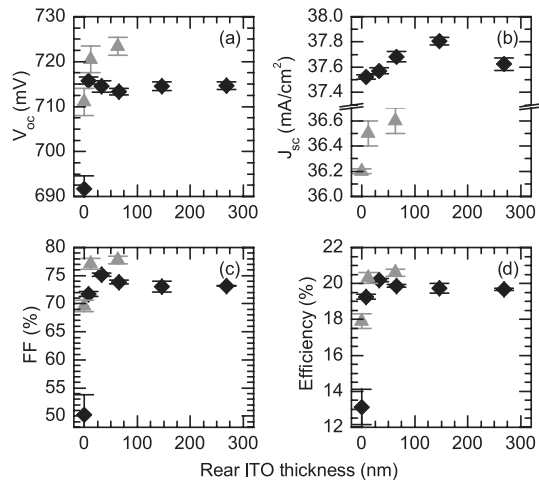 (a)
730
720
710
700
690
V_oc (mV)
0 100 200 300
(b)
38.0
37.8
37.6
37.4
36.6
36.4
36.2
36.0
J_sc (mA/cm²)
0 100 200 300
(c)
80
75
70
65
60
55
50
FF (%)
0 100 200 300
(d)
22
20
18
16
14
12
Efficiency (%)
0 100 200 300
Rear ITO thickness (nm)